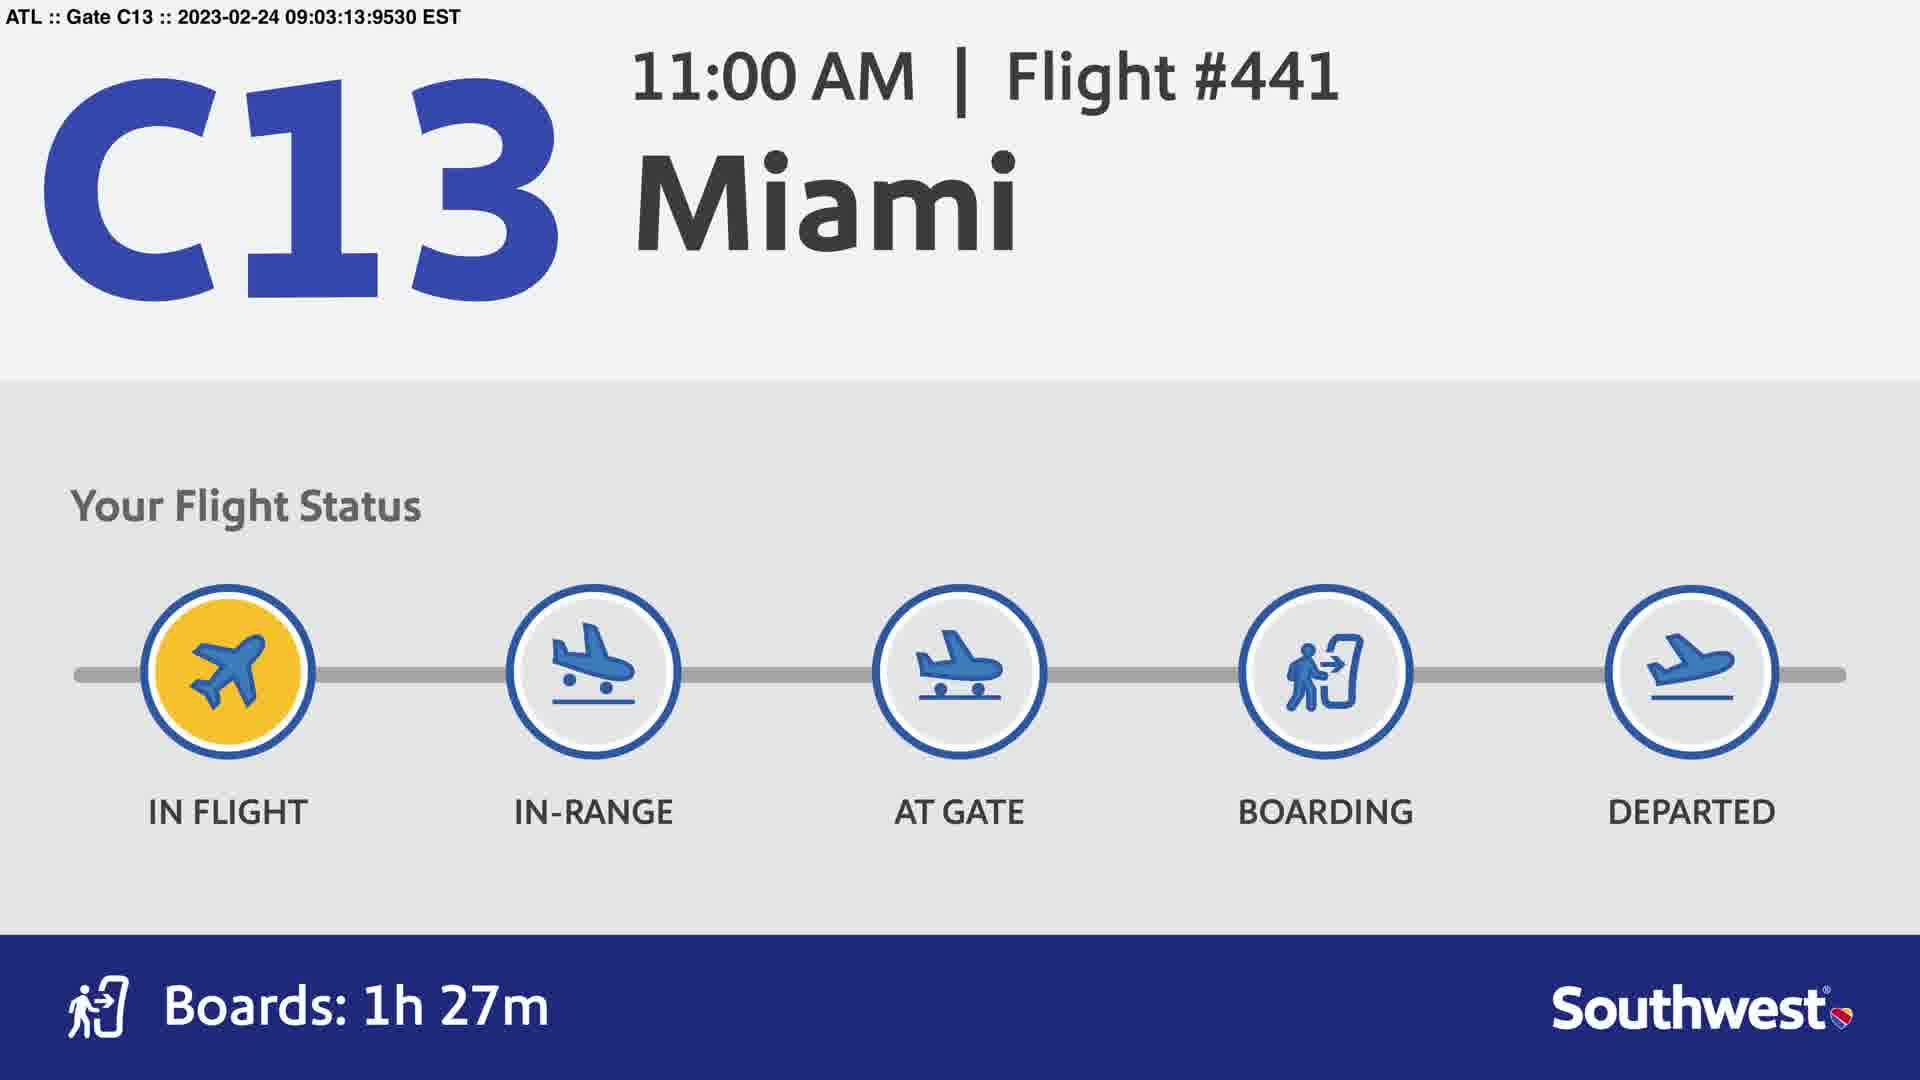 ATL :: Gate C13 :: 2023-02-24 09:03:13:9530 EST
C13
11:00 AM | Flight #441
Miami
Your Flight Status
IN FLIGHT
IN-RANGE
AT GATE
BOARDING
DEPARTED
Boards: 1h 27m
Southwest®